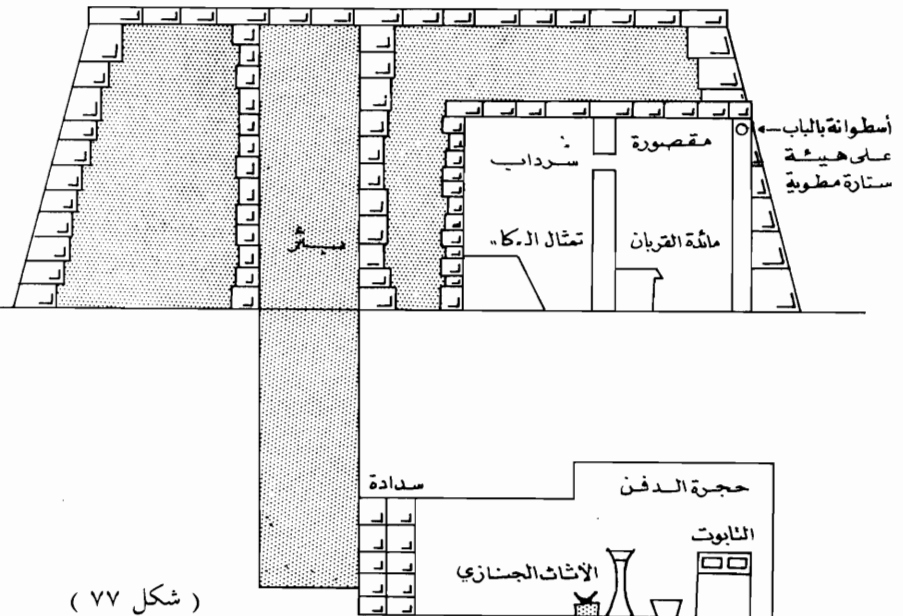 أسطوانة بالباب
على هيئة
ستارة مطوية
مقصورة
سرداب
مائدة القربان
تمثال الـ «كا»
بئر
سدادة
حجرة الدفن
التابوت
الأثاث الجنازي
( شكل ٧٧ )